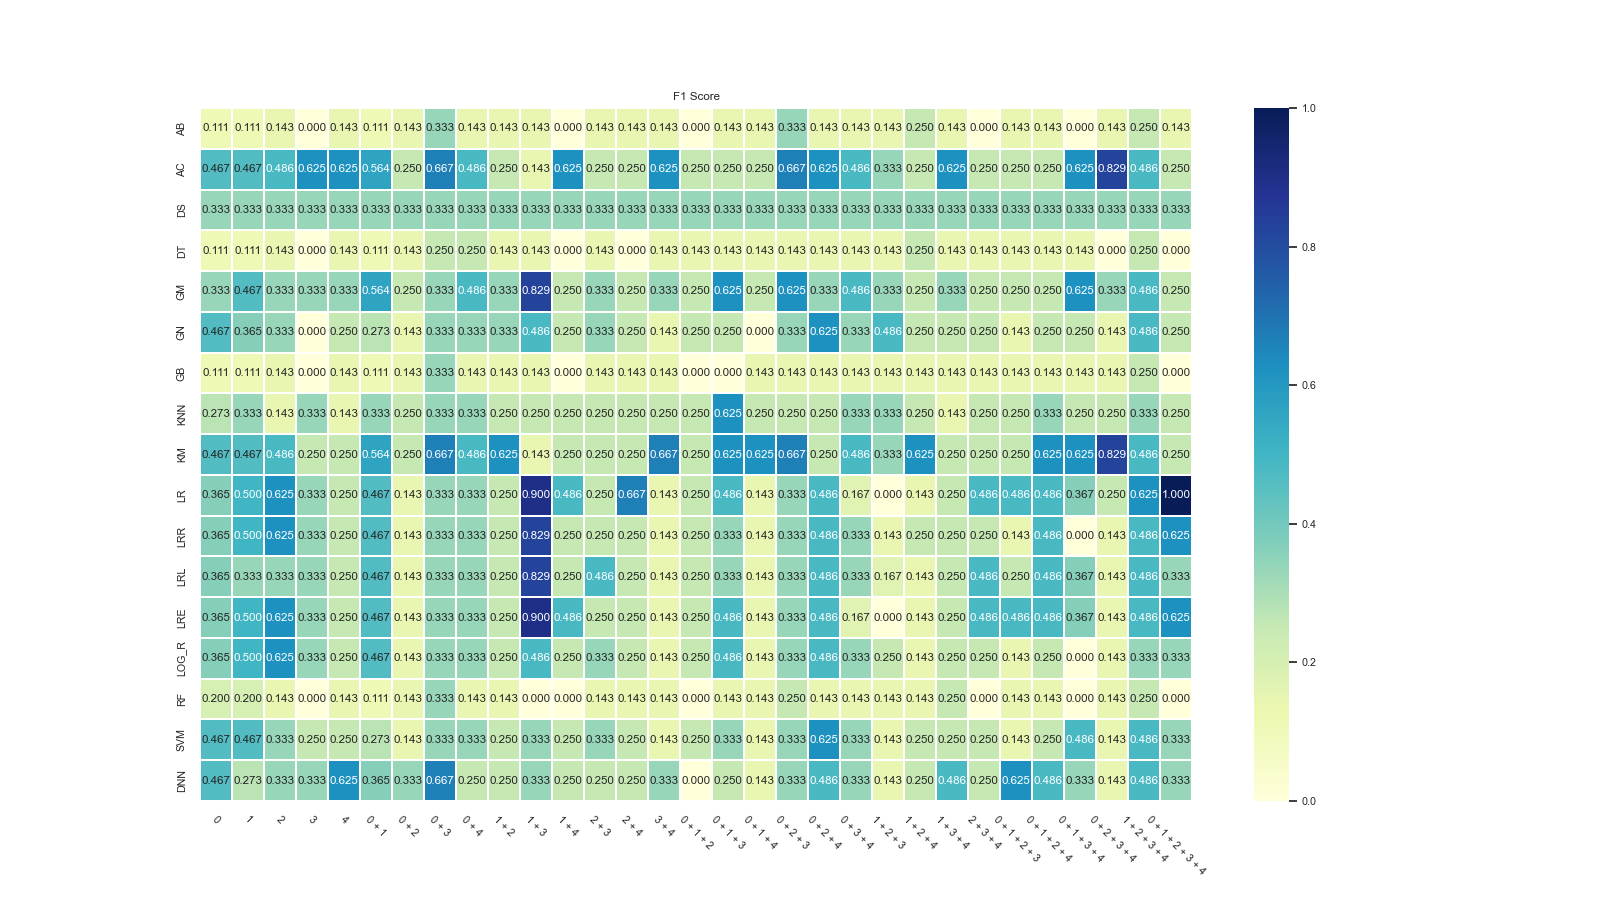 F1 Score
AB 0.111 0.111 0.143 0.000 0.143 0.111 0.143 0.333 0.143 0.143 0.143 0.000 0.143 0.143 0.143 0.000 0.143 0.143 0.333 0.143 0.143 0.143 0.250 0.143 0.000 0.143 0.143 0.000 0.143 0.250 0.143
AC 0.467 0.467 0.486 0.625 0.625 0.564 0.250 0.667 0.486 0.250 0.143 0.625 0.250 0.250 0.625 0.250 0.250 0.250 0.667 0.625 0.486 0.333 0.250 0.625 0.250 0.250 0.250 0.625 0.829 0.486 0.250
DS 0.333 0.333 0.333 0.333 0.333 0.333 0.333 0.333 0.333 0.333 0.333 0.333 0.333 0.333 0.333 0.333 0.333 0.333 0.333 0.333 0.333 0.333 0.333 0.333 0.333 0.333 0.333 0.333 0.333 0.333 0.333
DT 0.111 0.111 0.143 0.000 0.143 0.111 0.143 0.250 0.250 0.143 0.143 0.000 0.143 0.000 0.143 0.143 0.143 0.143 0.143 0.143 0.143 0.143 0.250 0.143 0.143 0.143 0.143 0.143 0.000 0.250 0.000
GM 0.333 0.467 0.333 0.333 0.333 0.564 0.250 0.333 0.486 0.333 0.829 0.250 0.333 0.250 0.333 0.250 0.625 0.250 0.625 0.333 0.486 0.333 0.250 0.333 0.250 0.250 0.250 0.625 0.333 0.486 0.250
GN 0.467 0.365 0.333 0.000 0.250 0.273 0.143 0.333 0.333 0.333 0.486 0.250 0.333 0.250 0.143 0.250 0.250 0.000 0.333 0.625 0.333 0.486 0.250 0.250 0.250 0.143 0.250 0.250 0.143 0.486 0.250
GB 0.111 0.111 0.143 0.000 0.143 0.111 0.143 0.333 0.143 0.143 0.143 0.000 0.143 0.143 0.143 0.000 0.000 0.143 0.143 0.143 0.143 0.143 0.143 0.143 0.143 0.143 0.143 0.143 0.143 0.250 0.000
KNN 0.273 0.333 0.143 0.333 0.143 0.333 0.250 0.333 0.333 0.250 0.250 0.250 0.250 0.250 0.250 0.250 0.625 0.250 0.250 0.250 0.333 0.333 0.250 0.143 0.250 0.250 0.333 0.250 0.250 0.333 0.250
KM 0.467 0.467 0.486 0.250 0.250 0.564 0.250 0.667 0.486 0.625 0.143 0.250 0.250 0.250 0.667 0.250 0.625 0.625 0.667 0.250 0.486 0.333 0.625 0.250 0.250 0.250 0.625 0.625 0.829 0.486 0.250
LR 0.365 0.500 0.625 0.333 0.250 0.467 0.143 0.333 0.333 0.250 0.900 0.486 0.250 0.667 0.143 0.250 0.486 0.143 0.333 0.486 0.167 0.000 0.143 0.250 0.486 0.486 0.486 0.367 0.250 0.625 1.000
LRR 0.365 0.500 0.625 0.333 0.250 0.467 0.143 0.333 0.333 0.250 0.829 0.250 0.250 0.250 0.143 0.250 0.333 0.143 0.333 0.486 0.333 0.143 0.250 0.250 0.250 0.143 0.486 0.000 0.143 0.486 0.625
LRL 0.365 0.333 0.333 0.333 0.250 0.467 0.143 0.333 0.333 0.250 0.829 0.250 0.486 0.250 0.143 0.250 0.333 0.143 0.333 0.486 0.333 0.167 0.143 0.250 0.486 0.250 0.486 0.367 0.143 0.486 0.333
LRE 0.365 0.500 0.625 0.333 0.250 0.467 0.143 0.333 0.333 0.250 0.900 0.486 0.250 0.250 0.143 0.250 0.486 0.143 0.333 0.486 0.167 0.000 0.143 0.250 0.486 0.486 0.486 0.367 0.143 0.486 0.625
LOG_R 0.365 0.500 0.625 0.333 0.250 0.467 0.143 0.333 0.333 0.250 0.486 0.250 0.333 0.250 0.143 0.250 0.486 0.143 0.333 0.486 0.333 0.250 0.143 0.250 0.250 0.143 0.250 0.000 0.143 0.333 0.333
RF 0.200 0.200 0.143 0.000 0.143 0.111 0.143 0.333 0.143 0.143 0.000 0.000 0.143 0.143 0.143 0.000 0.143 0.143 0.250 0.143 0.143 0.143 0.143 0.250 0.000 0.143 0.143 0.000 0.143 0.250 0.000
SVM 0.467 0.467 0.333 0.250 0.250 0.273 0.143 0.333 0.333 0.250 0.333 0.250 0.333 0.250 0.143 0.250 0.333 0.143 0.333 0.625 0.333 0.143 0.250 0.250 0.250 0.143 0.250 0.486 0.143 0.486 0.333
DNN 0.467 0.273 0.333 0.333 0.625 0.365 0.333 0.667 0.250 0.250 0.333 0.250 0.250 0.250 0.333 0.000 0.250 0.143 0.333 0.486 0.333 0.143 0.250 0.486 0.250 0.625 0.486 0.333 0.143 0.486 0.333
0 1 2 3 4 0 + 1 0 + 2 0 + 3 0 + 4 1 + 2 1 + 3 1 + 4 2 + 3 2 + 4 3 + 4 0 + 1 + 2 0 + 1 + 3 0 + 1 + 4 0 + 2 + 3 0 + 2 + 4 0 + 3 + 4 1 + 2 + 3 1 + 2 + 4 1 + 3 + 4 2 + 3 + 4 0 + 1 + 2 + 3 0 + 1 + 2 + 4 0 + 1 + 3 + 4 0 + 2 + 3 + 4 1 + 2 + 3 + 4 0 + 1 + 2 + 3 + 4
1.0
0.8
0.6
0.4
0.2
0.0